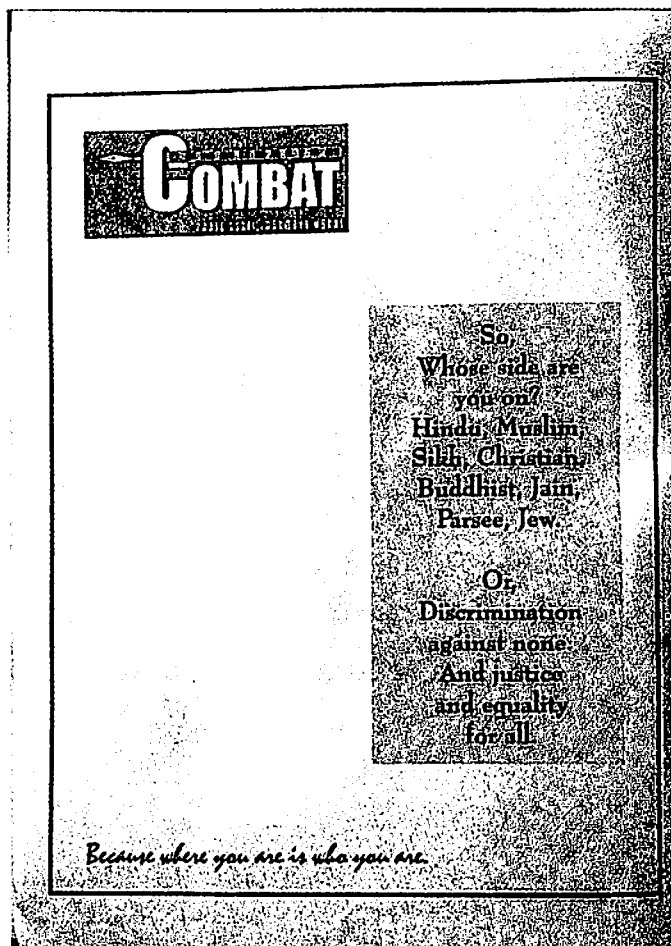 COMBAT
So,
Whose side are
you on?
Hindu, Muslim,
Sikh, Christian,
Buddhist, Jain,
Parsee, Jew.
Or,
Discrimination
against none.
And justice
and equality
for all.
Because where you are is who you are.